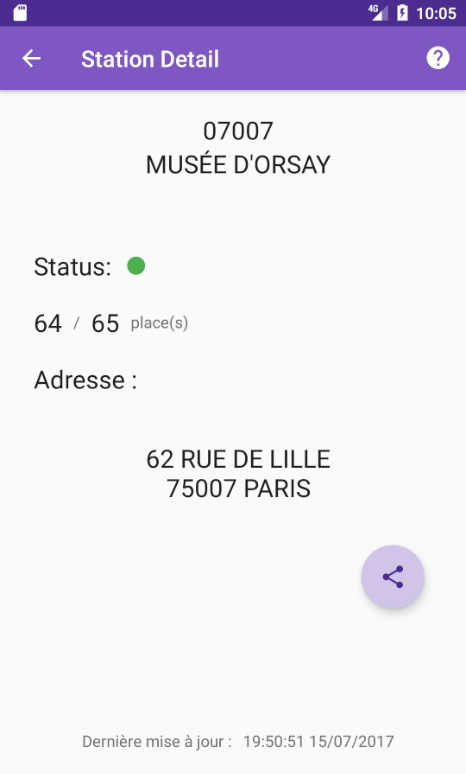 4G 10:05
Station Detail
07007
MUSÉE D'ORSAY
Status:
64 / 65 place(s)
Adresse :
62 RUE DE LILLE
75007 PARIS
Dernière mise à jour : 19:50:51 15/07/2017